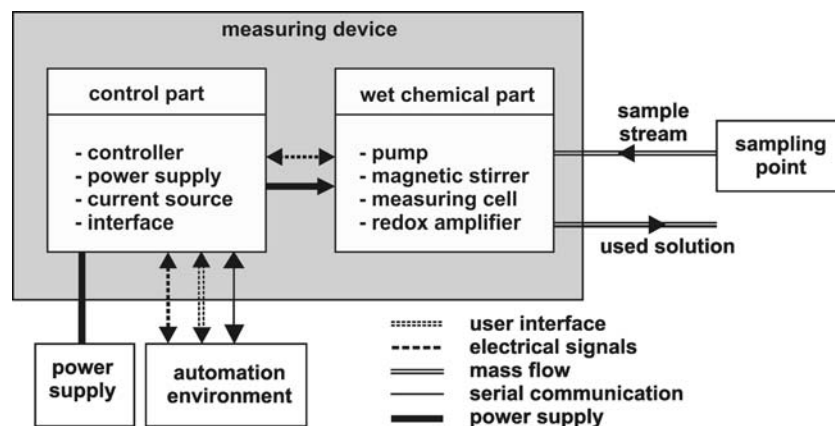 measuring device
control part
- controller
- power supply
- current source
- interface
wet chemical part
- pump
- magnetic stirrer
- measuring cell
- redox amplifier
sample
stream
sampling
point
used solution
power
supply
automation
environment
user interface
electrical signals
mass flow
serial communication
power supply